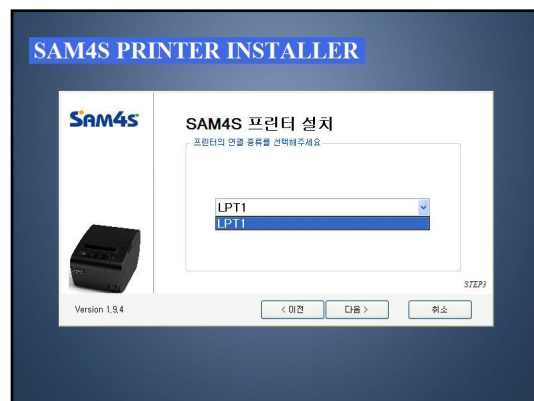 SAM4S PRINTER INSTALLER
SAM4S
SAM4S 프린터 설치
프린터의 연결 종류를 선택해주세요
LPT1
LPT1
STEP3
Version 1.9.4
< 이전
다음 >
취소